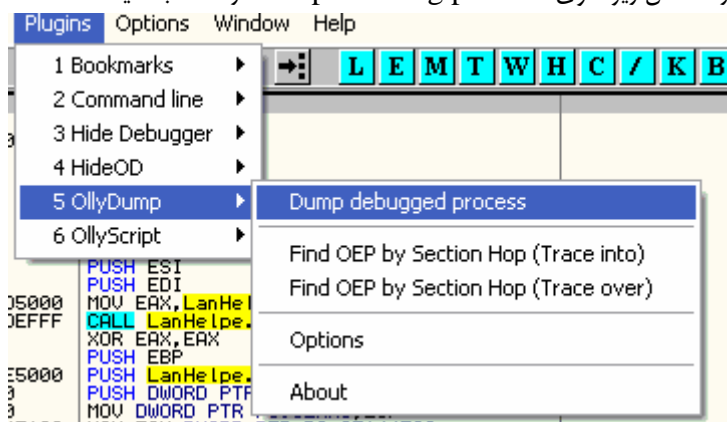 Plugins Options Window Help
1 Bookmarks
2 Command line
3 Hide Debugger
4 HideOD
5 OllyDump
6 OllyScript
L E M T W H C / K B
Dump debugged process
Find OEP by Section Hop (Trace into)
Find OEP by Section Hop (Trace over)
Options
About
PUSH ESI
PUSH EDI
05000 MOV EAX,LanHel
DEFFF CALL LanHelpe.
XOR EAX,EAX
PUSH EBP
E5000 PUSH LanHelpe.
PUSH DWORD PTR
MOV DWORD PTR